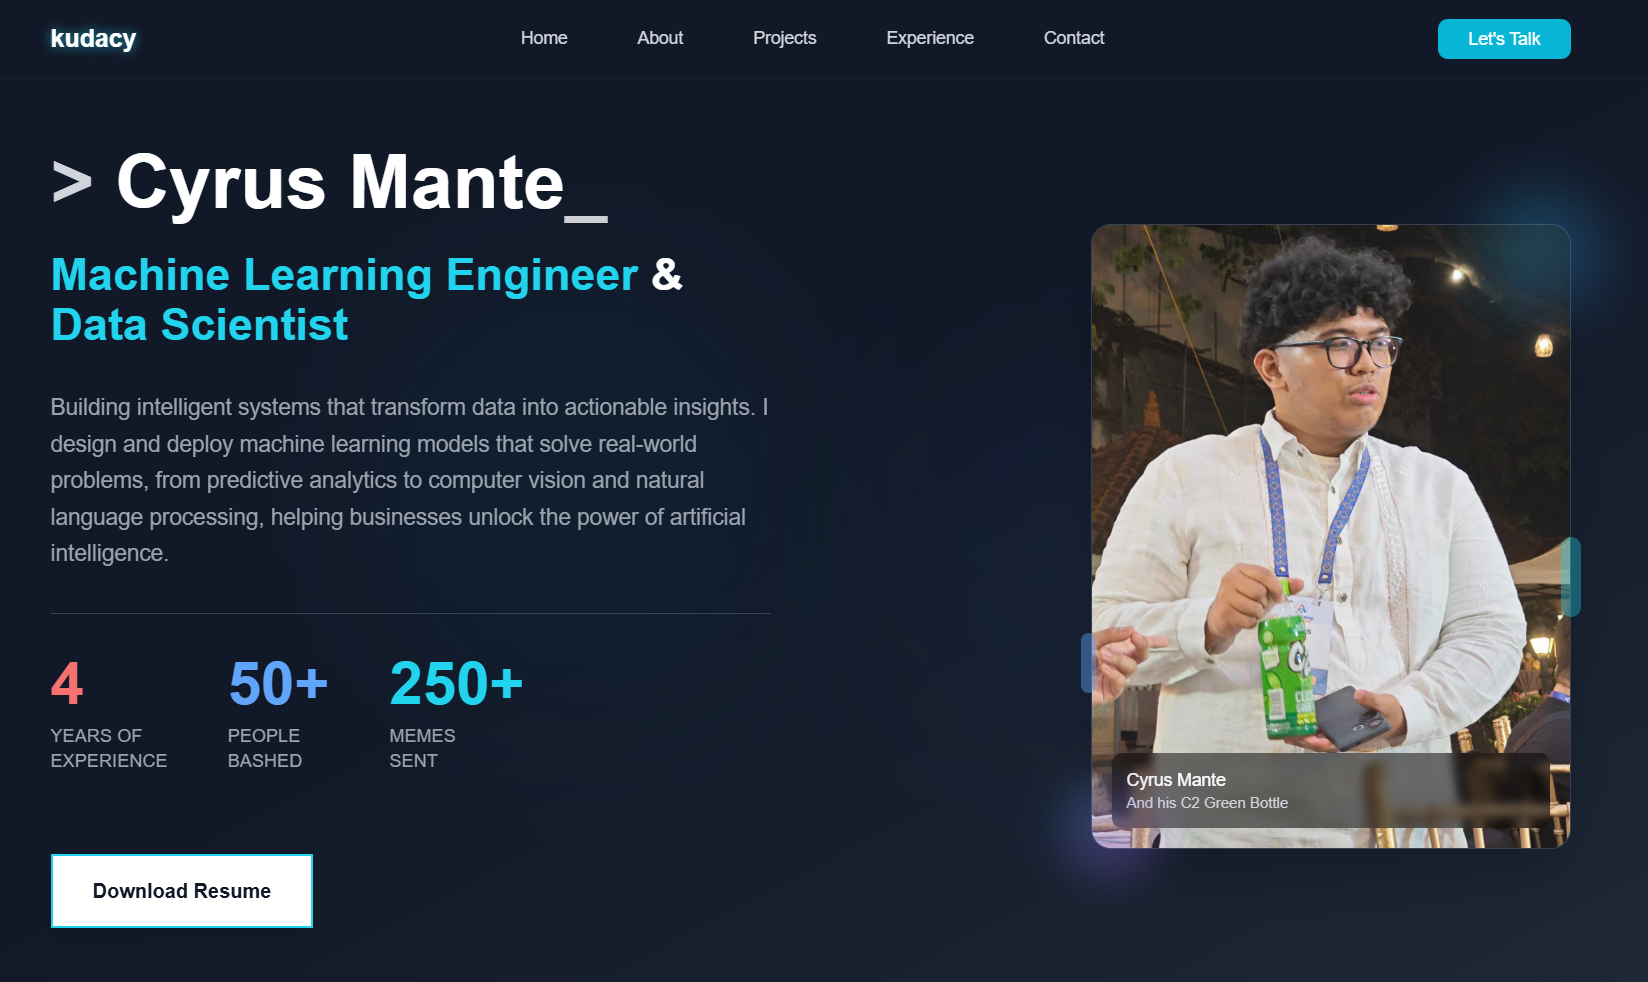 kudacy
Home
About
Projects
Experience
Contact
Let's Talk
> Cyrus Mante_
Machine Learning Engineer &
Data Scientist
Building intelligent systems that transform data into actionable insights. I
design and deploy machine learning models that solve real-world
problems, from predictive analytics to computer vision and natural
language processing, helping businesses unlock the power of artificial
intelligence.
4
YEARS OF
EXPERIENCE
50+
PEOPLE
BASHED
250+
MEMES
SENT
Download Resume
Cyrus Mante
And his C2 Green Bottle